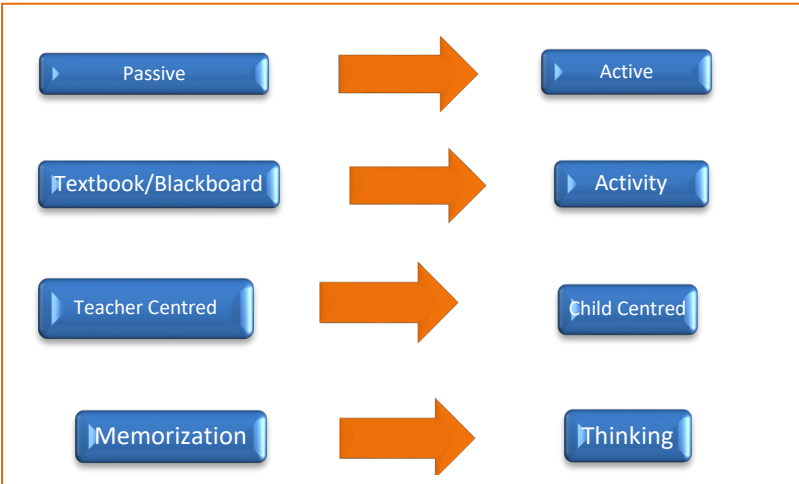 Passive
Active
Textbook/Blackboard
Activity
Teacher Centred
Child Centred
Memorization
Thinking